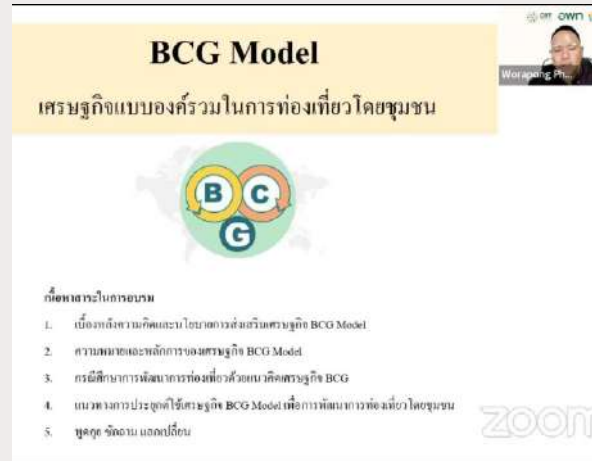 BCG Model
เศรษฐกิจแบบองค์รวมในการท่องเที่ยวโดยชุมชน
Worapong Ph...
B C
G
เนื้อหาสาระในการอบรม
1. เบื้องหลังความคิดและนโยบายการส่งเสริมเศรษฐกิจ BCG Model
2. ความหมายและหลักการของเศรษฐกิจ BCG Model
3. กรณีศึกษาการพัฒนาการท่องเที่ยวด้วยแนวคิดเศรษฐกิจ BCG
4. แนวทางการประยุกต์ใช้เศรษฐกิจ BCG Model เพื่อการพัฒนาการท่องเที่ยวโดยชุมชน
5. พูดคุย ซักถาม แลกเปลี่ยน
zoom